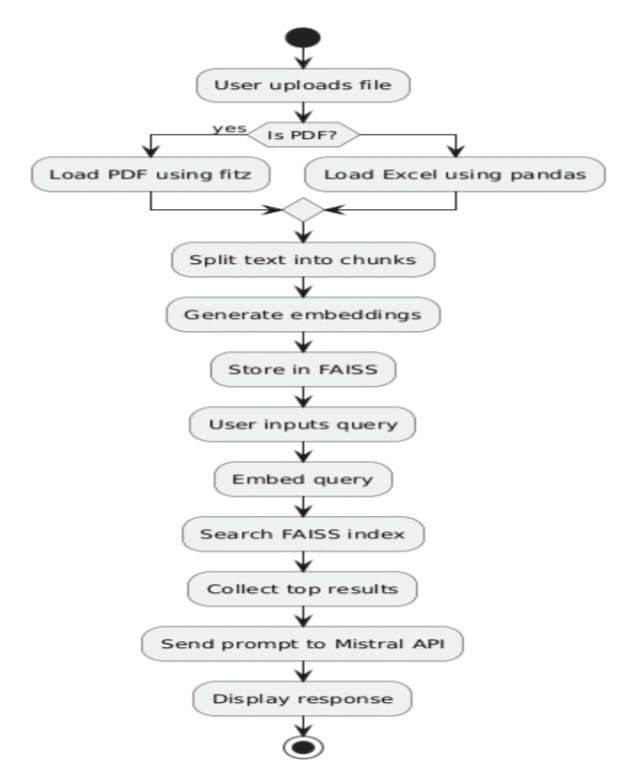 User uploads file
yes
Is PDF?
Load PDF using fitz
Load Excel using pandas
Split text into chunks
Generate embeddings
Store in FAISS
User inputs query
Embed query
Search FAISS index
Collect top results
Send prompt to Mistral API
Display response